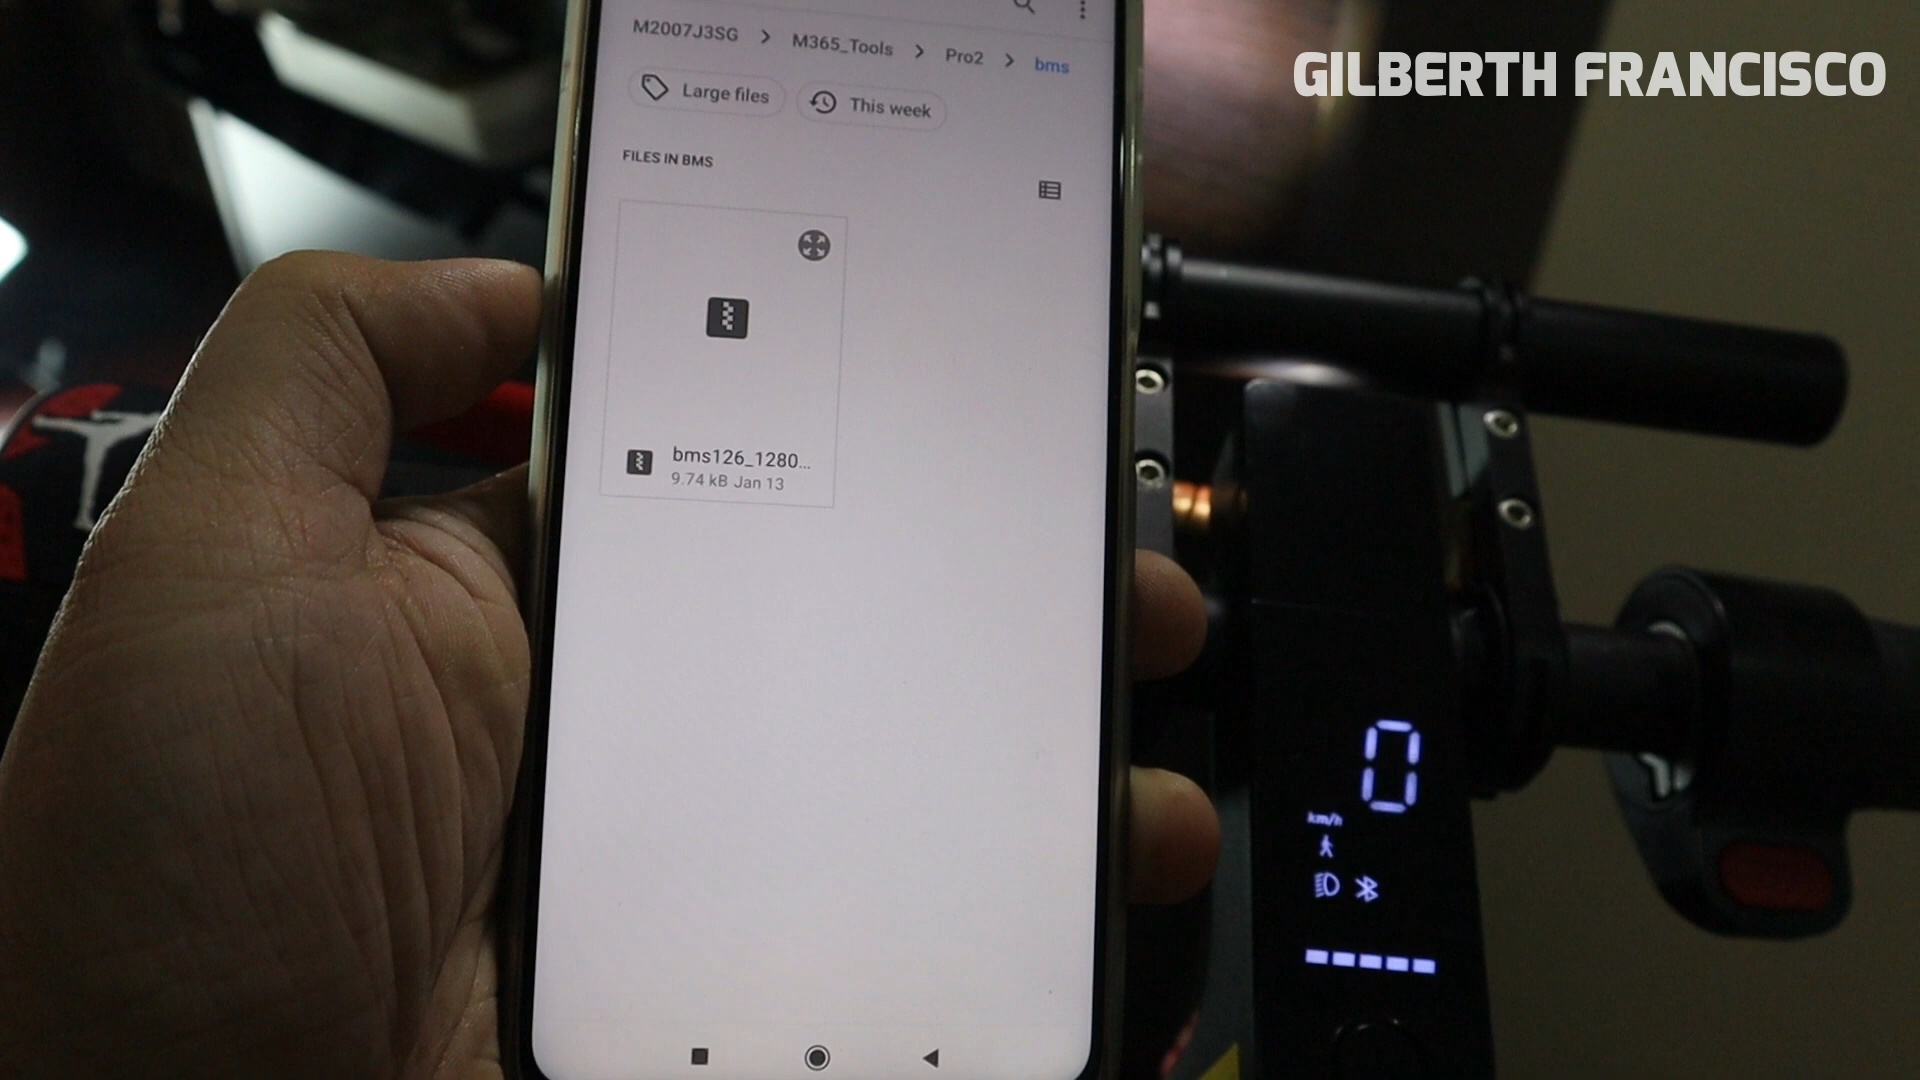 GILBERTH FRANCISCO
M2007J3SG > M365_Tools > Pro2 > bms
Large files
This week
FILES IN BMS
bms126_1280...
9.74 kB Jan 13
0
km/h